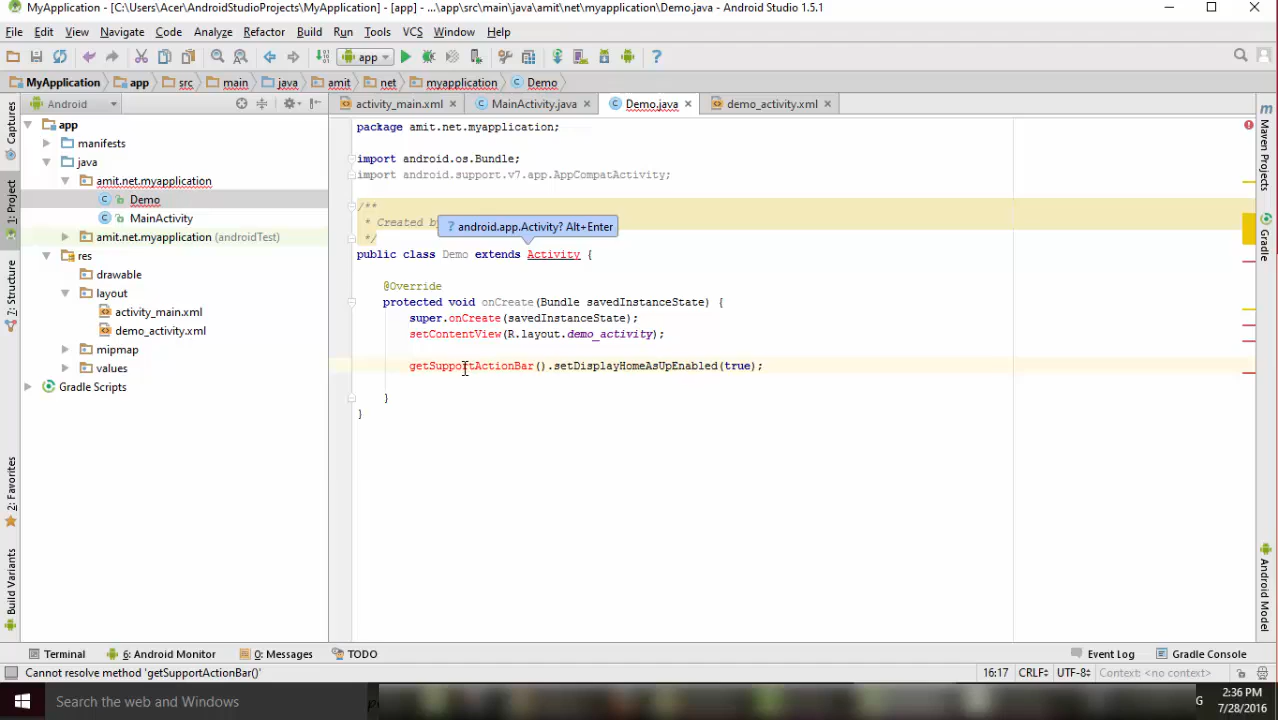 MyApplication - [C:\Users\Acer\AndroidStudioProjects\MyApplication] - [app] - ...\app\src\main\java\amit\net\myapplication\Demo.java - Android Studio 1.5.1
File Edit View Navigate Code Analyze Refactor Build Run Tools VCS Window Help
app
MyApplication app src main java amit net myapplication Demo
Android
activity_main.xml MainActivity.java Demo.java demo_activity.xml
Captures
1: Project
7: Structure
2: Favorites
Build Variants
app
manifests
java
amit.net.myapplication
Demo
MainActivity
amit.net.myapplication (androidTest)
res
drawable
layout
activity_main.xml
demo_activity.xml
mipmap
values
Gradle Scripts
package amit.net.myapplication;
import android.os.Bundle;
import android.support.v7.app.AppCompatActivity;
/**
* Created by
? android.app.Activity? Alt+Enter
*/
public class Demo extends Activity {
@Override
protected void onCreate(Bundle savedInstanceState) {
super.onCreate(savedInstanceState);
setContentView(R.layout.demo_activity);
getSupportActionBar().setDisplayHomeAsUpEnabled(true);
}
}
Maven Projects
Gradle
Android Model
Terminal 6: Android Monitor 0: Messages TODO Event Log Gradle Console
Cannot resolve method 'getSupportActionBar()' 16:17 CRLF UTF-8 Context: <no context>
Search the web and Windows
G
2:36 PM
7/28/2016